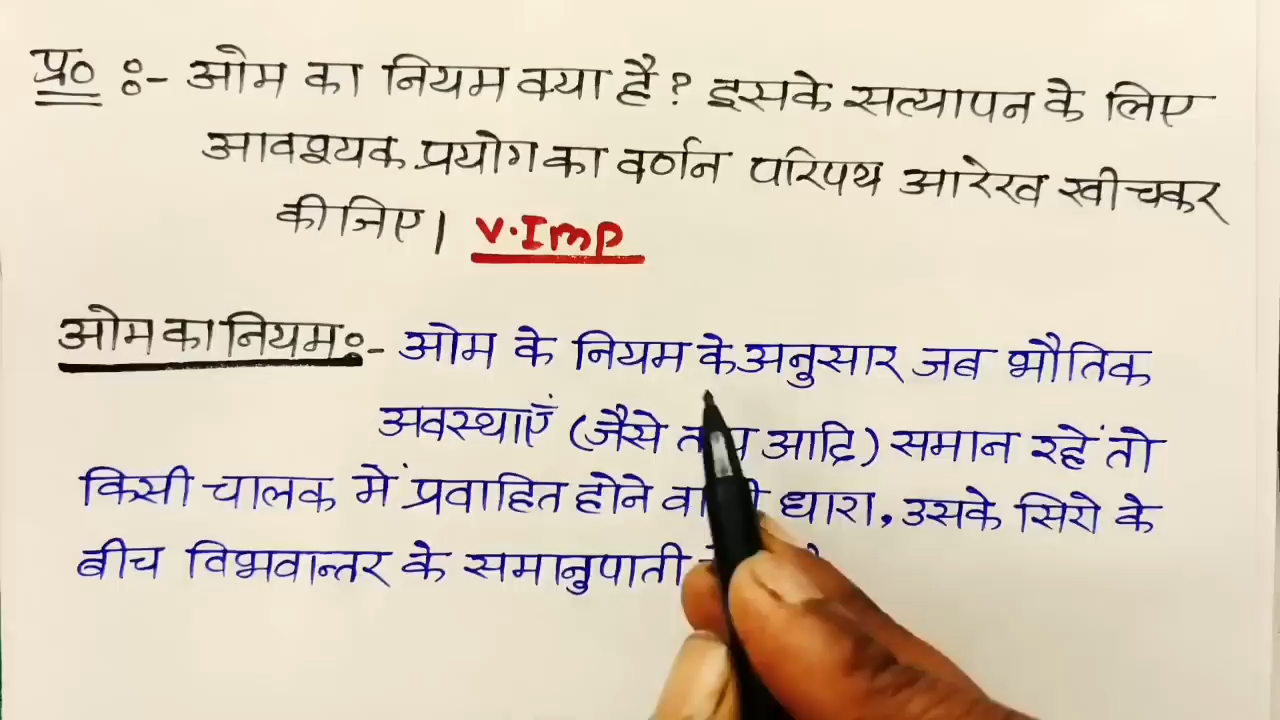 प्र० :- ओम का नियम क्या है? इसके सत्यापन के लिए
आवश्यक प्रयोग का वर्णन परिपथ आरेख खीचकर
कीजिए। V.Imp
ओम का नियम :- ओम के नियम के अनुसार जब भौतिक
अवस्थाएँ (जैसे आदि) समान रहें तो
किसी चालक में प्रवाहित होने धारा, उसके सिरो के
बीच विभवान्तर के समानुपाती